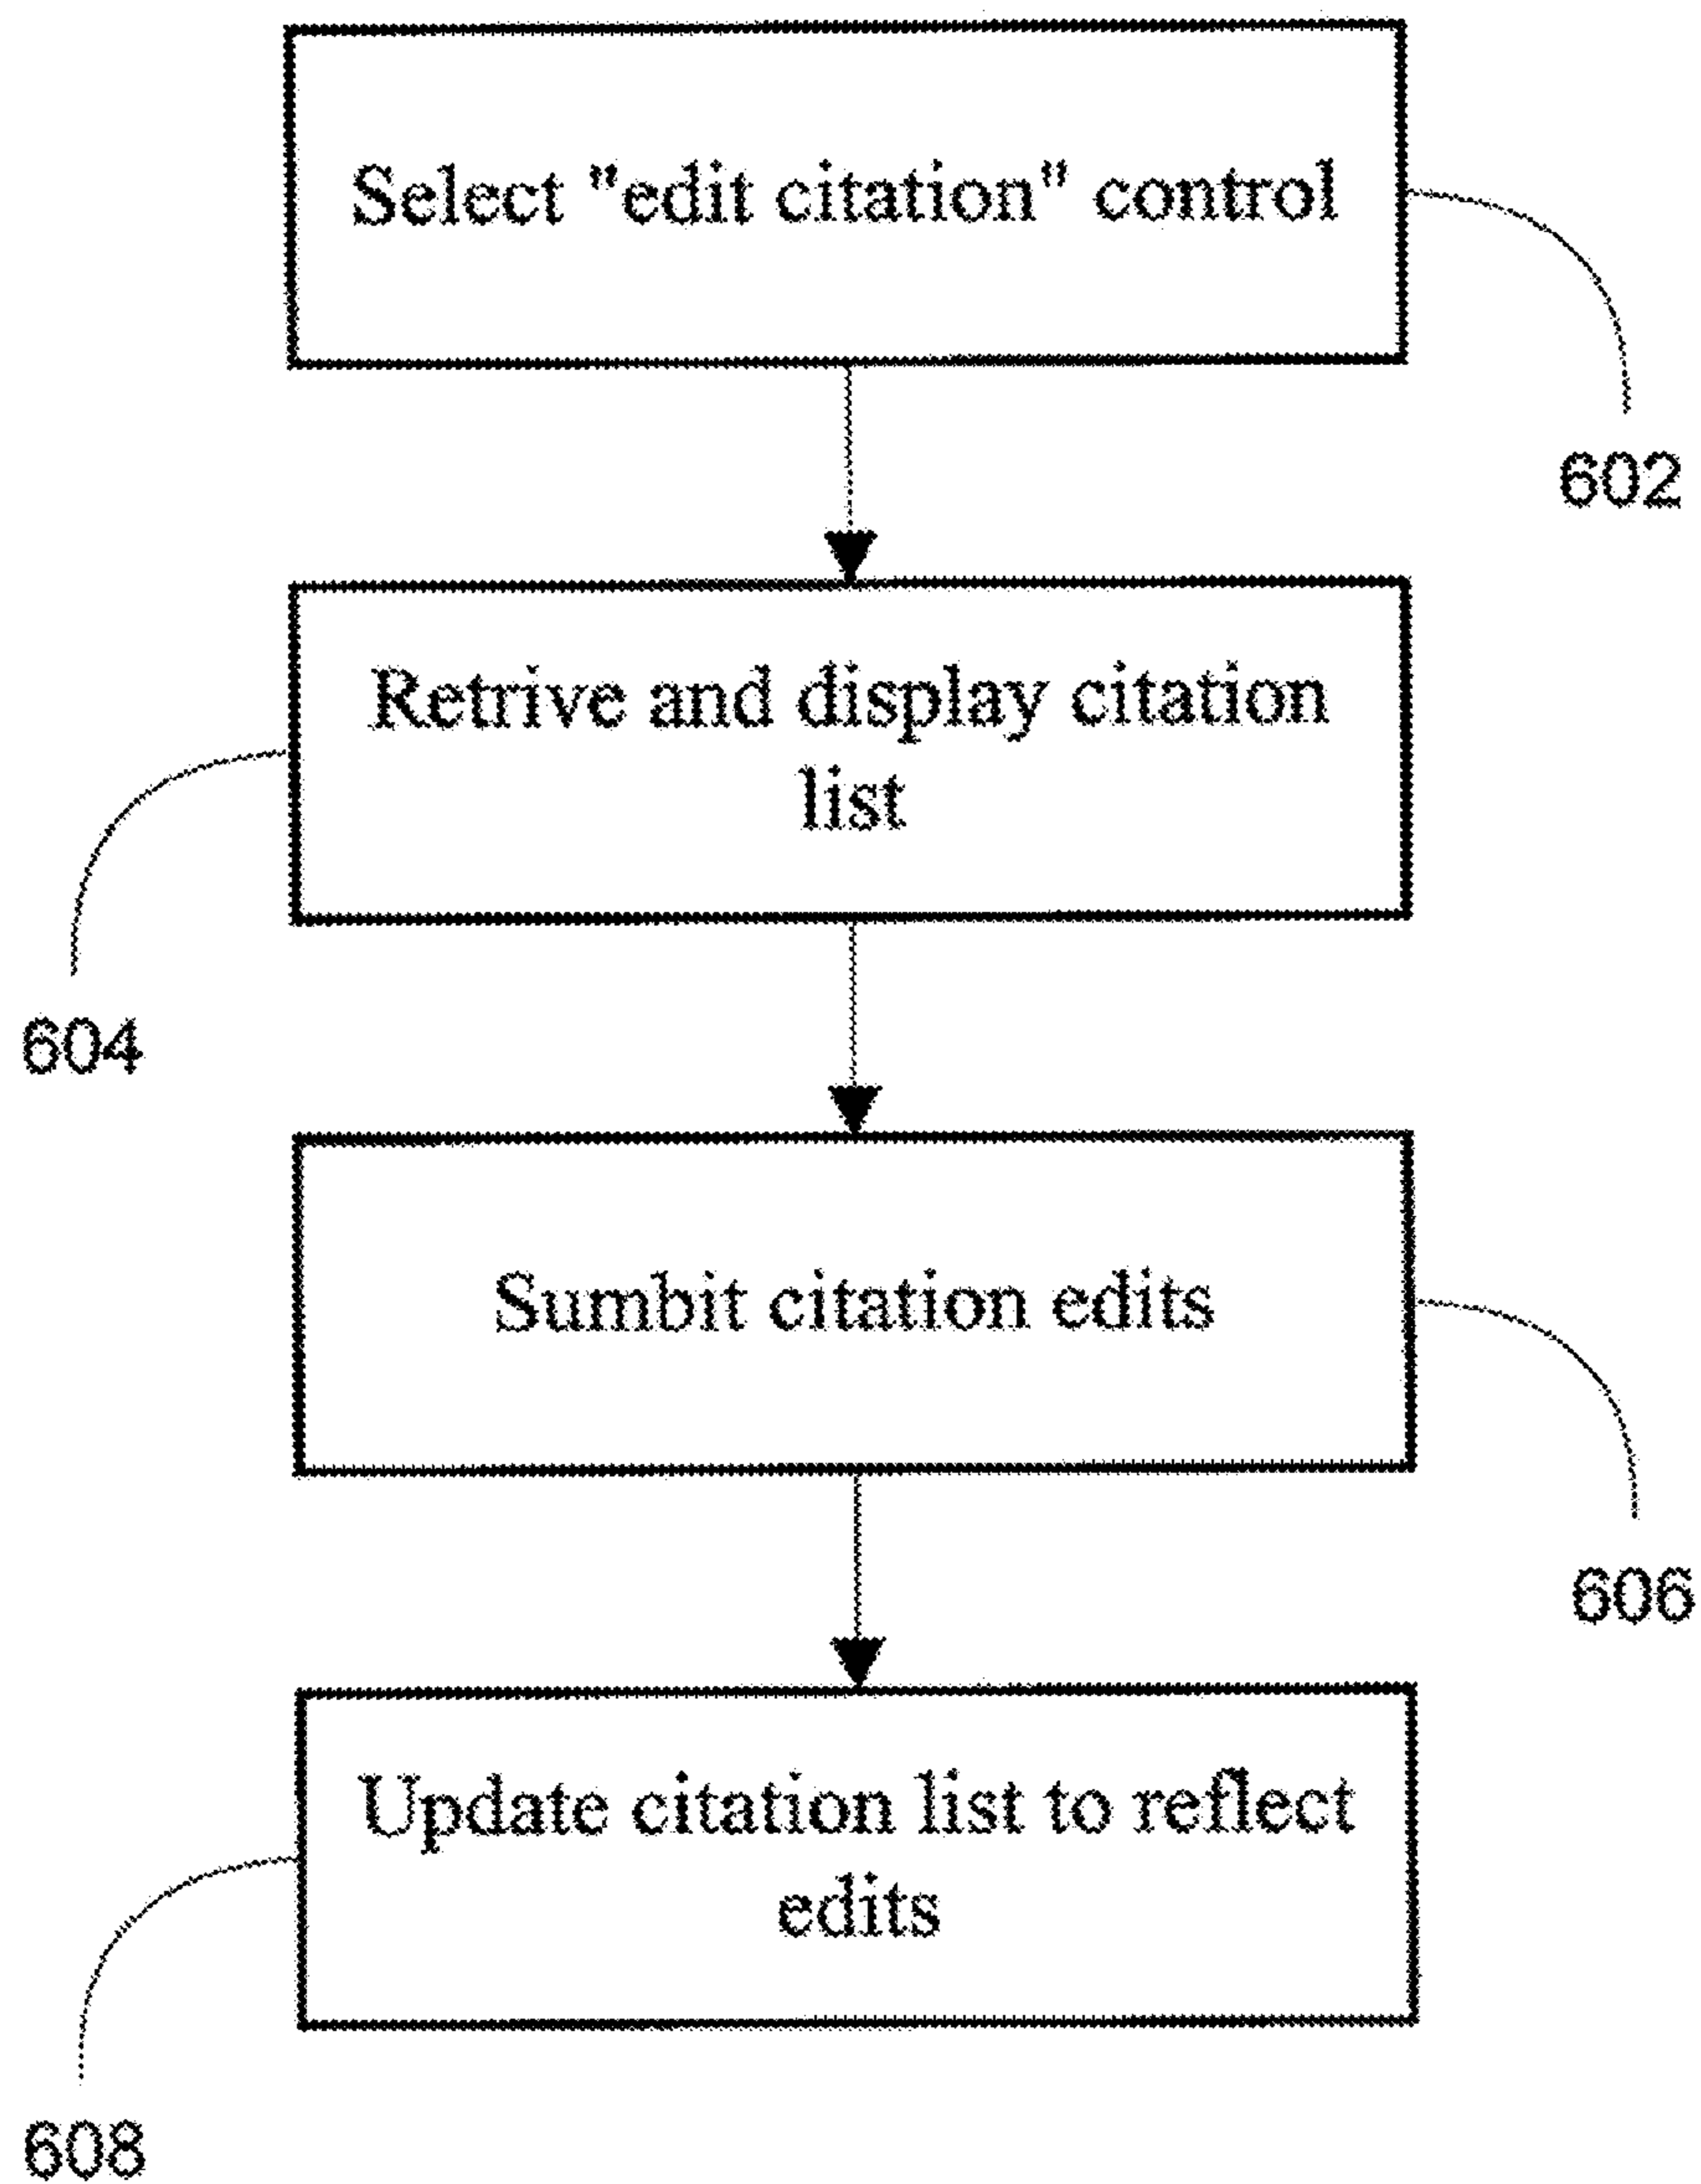 Select "edit citation" control
602
Retrive and display citation
list
604
Sumbit citation edits
606
Update citation list to reflect
edits
608